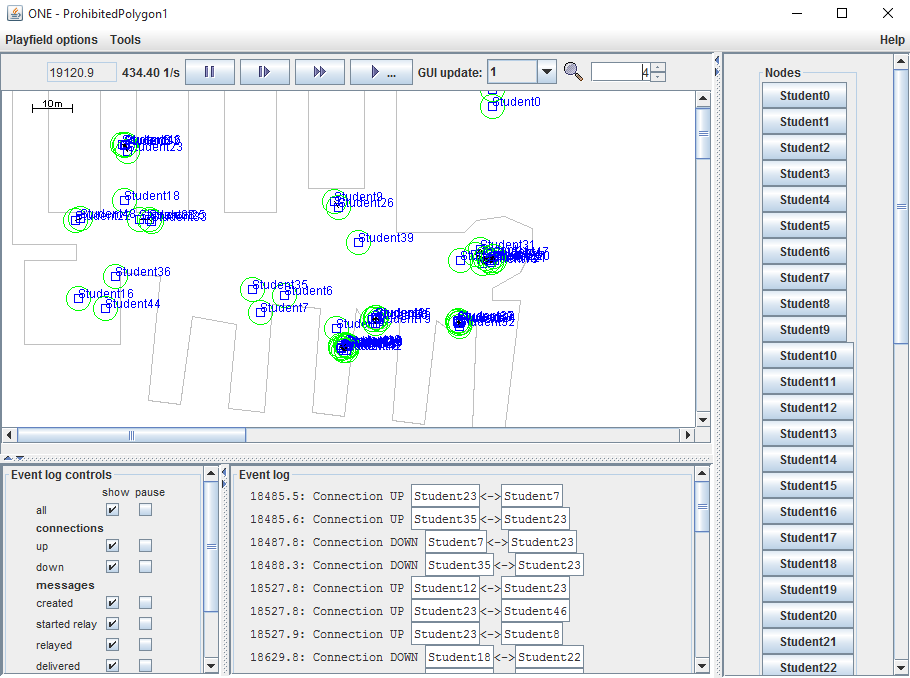 ONE - ProhibitedPolygon1
Playfield options Tools Help
19120.9 434.40 1/s ... GUI update: 1 4
10m
Student0
Student23
Student18
Student9
Student26
Student39
Student31
Student36
Student16
Student44
Student35
Student6
Student7
Student32
Nodes
Student0
Student1
Student2
Student3
Student4
Student5
Student6
Student7
Student8
Student9
Student10
Student11
Student12
Student13
Student14
Student15
Student16
Student17
Student18
Student19
Student20
Student21
Student22
Event log controls
show pause
all
connections
up
down
messages
created
started relay
relayed
delivered
Event log
18485.5: Connection UP Student23<->Student7
18485.6: Connection UP Student35<->Student23
18487.8: Connection DOWN Student7<->Student23
18488.3: Connection DOWN Student35<->Student23
18527.8: Connection UP Student12<->Student23
18527.8: Connection UP Student23<->Student46
18527.9: Connection UP Student23<->Student8
18629.8: Connection DOWN Student18<->Student22